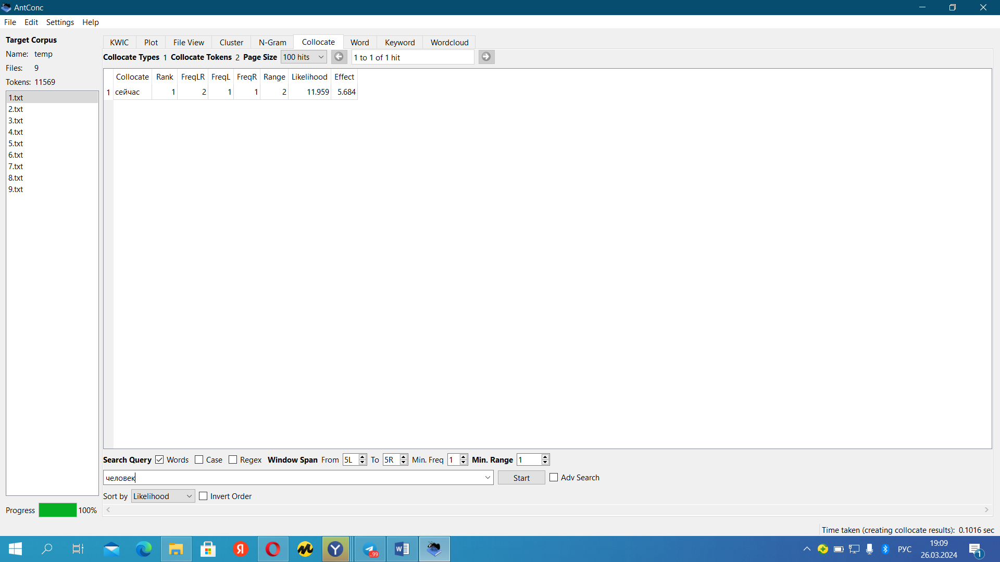 AntConc
File Edit Settings Help
Target Corpus
Name: temp
Files: 9
Tokens: 11569
1.txt
2.txt
3.txt
4.txt
5.txt
6.txt
7.txt
8.txt
9.txt
Progress 100%
KWIC Plot File View Cluster N-Gram Collocate Word Keyword Wordcloud
Collocate Types 1 Collocate Tokens 2 Page Size 100 hits 1 to 1 of 1 hit
Collocate Rank FreqLR FreqL FreqR Range Likelihood Effect
1 сейчас 1 2 1 1 2 11.959 5.684
Search Query Words Case Regex Window Span From 5L To 5R Min. Freq 1 Min. Range 1
человек Start Adv Search
Sort by Likelihood Invert Order
Time taken (creating collocate results): 0.1016 sec
Я Y ..99 W РУС 19:09
26.03.2024 1